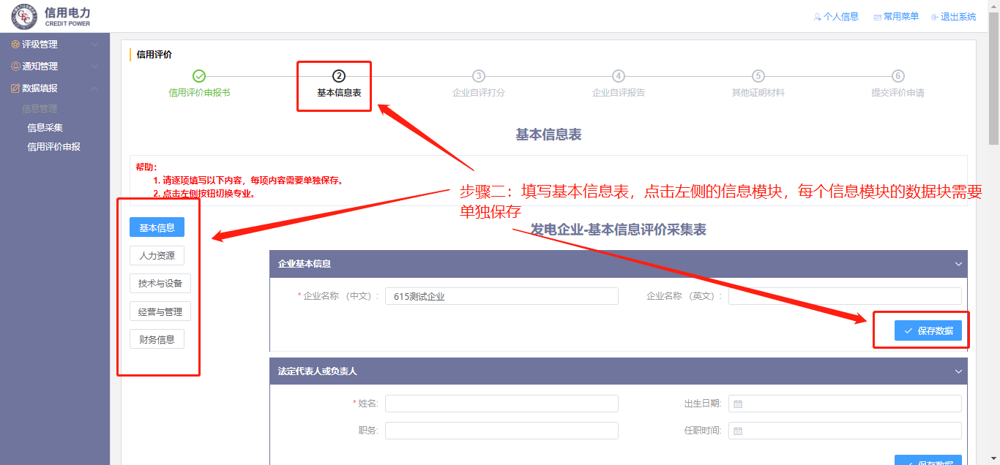 信用电力
CREDIT POWER
个人信息
常用菜单
退出系统
评级管理
通知管理
数据填报
信息管理
信息采集
信用评价申报
信用评价
2
3
4
5
6
信用评价申报书
基本信息表
企业自评打分
企业自评报告
其他证明材料
提交评价申请
基本信息表
帮助：
1. 请逐项填写以下内容，每项内容需要单独保存。
2. 点击左侧按钮切换专业。
步骤二：填写基本信息表，点击左侧的信息模块，每个信息模块的数据块需要
单独保存
基本信息
人力资源
技术与设备
经营与管理
财务信息
发电企业-基本信息评价采集表
企业基本信息
* 企业名称 （中文）： 615测试企业
企业名称 （英文）：
保存数据
法定代表人或负责人
* 姓名:
出生日期:
职务:
任职时间:
保存数据